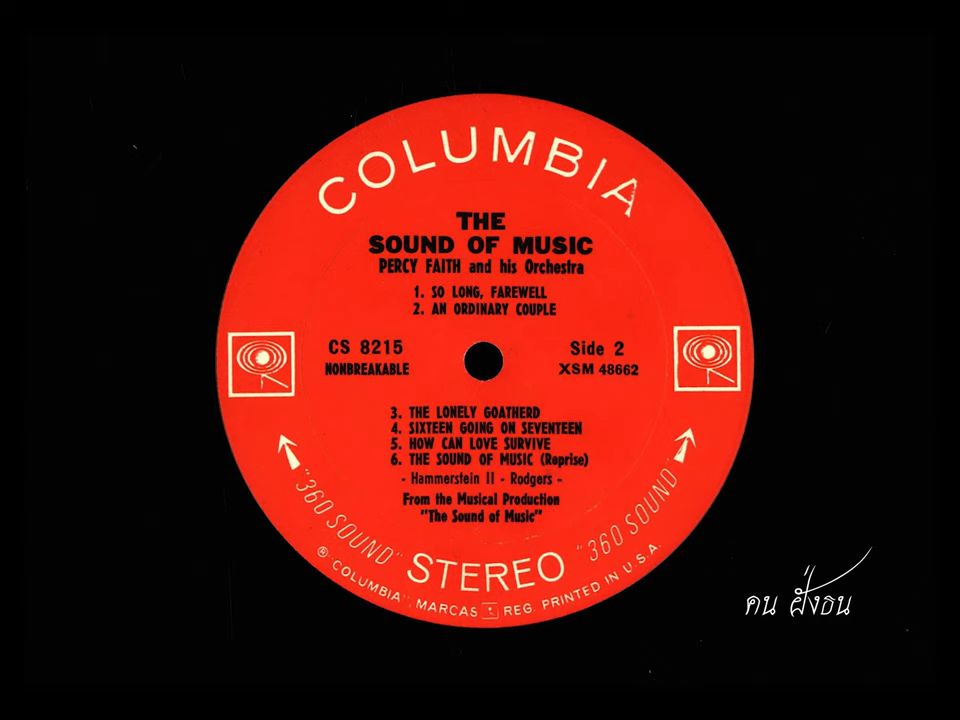 COLUMBIA
THE
SOUND OF MUSIC
PERCY FAITH and his Orchestra
1. SO LONG, FAREWELL
2. AN ORDINARY COUPLE
CS 8215
NONBREAKABLE
Side 2
XSM 48662
3. THE LONELY GOATHERD
4. SIXTEEN GOING ON SEVENTEEN
5. HOW CAN LOVE SURVIVE
6. THE SOUND OF MUSIC (Reprise)
- Hammerstein II - Rodgers -
From the Musical Production
"The Sound of Music"
"360 SOUND" STEREO "360 SOUND"
® "COLUMBIA", MARCAS REG. PRINTED IN U.S.A.
คน ฝั่งธน